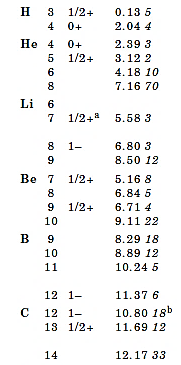 H 3 1/2+ 0.13 5
4 0+ 2.04 4
He 4 0+ 2.39 3
5 1/2+ 3.12 2
6 4.18 10
8 7.16 70
Li 6
7 1/2+a 5.58 3
8 1– 6.80 3
9 8.50 12
Be 7 1/2+ 5.16 8
8 6.84 5
9 1/2+ 6.71 4
10 9.11 22
B 9 8.29 18
10 8.89 12
11 10.24 5
12 1– 11.37 6
C 12 1– 10.80 18b
13 1/2+ 11.69 12
14 12.17 33